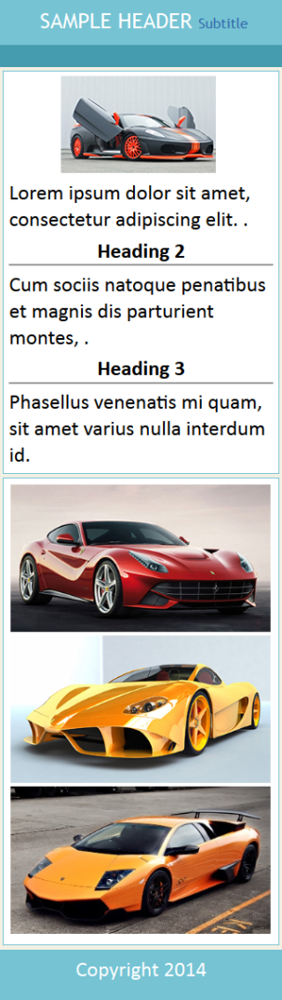 SAMPLE HEADER Subtitle
Lorem ipsum dolor sit amet,
consectetur adipiscing elit. .
Heading 2
Cum sociis natoque penatibus
et magnis dis parturient
montes, .
Heading 3
Phasellus venenatis mi quam,
sit amet varius nulla interdum
id.
Copyright 2014